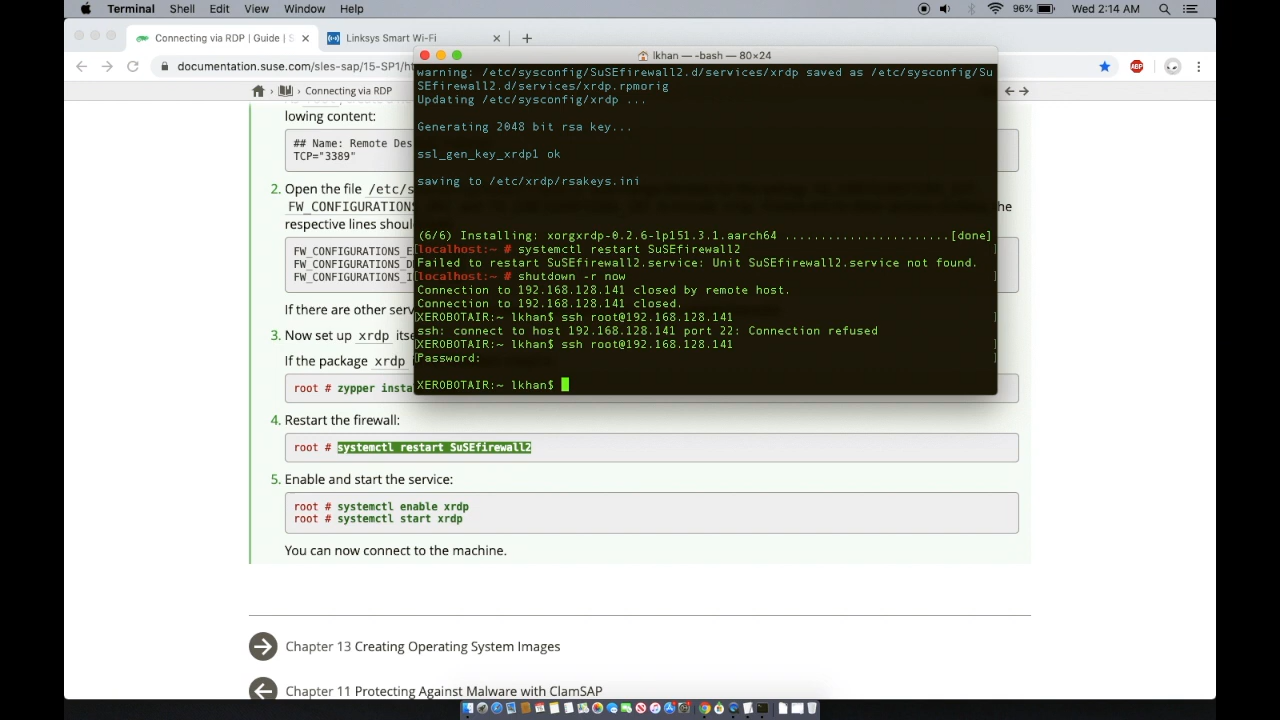 Terminal Shell Edit View Window Help 96% Wed 2:14 AM
Connecting via RDP | Guide | S
Linksys Smart Wi-Fi
documentation.suse.com/sles-sap/15-SP1/ht
ABP
Connecting via RDP
lkhan — -bash — 80×24
warning: /etc/sysconfig/SuSEfirewall2.d/services/xrdp saved as /etc/sysconfig/Su
SEfirewall2.d/services/xrdp.rpmorig
Updating /etc/sysconfig/xrdp ...
Generating 2048 bit rsa key...
ssl_gen_key_xrdp1 ok
saving to /etc/xrdp/rsakeys.ini
(6/6) Installing: xorgxrdp-0.2.6-lp151.3.1.aarch64 .......................[done]
localhost:~ # systemctl restart SuSEfirewall2
Failed to restart SuSEfirewall2.service: Unit SuSEfirewall2.service not found.
localhost:~ # shutdown -r now
Connection to 192.168.128.141 closed by remote host.
Connection to 192.168.128.141 closed.
XER0BOTAIR:~ lkhan$ ssh root@192.168.128.141
ssh: connect to host 192.168.128.141 port 22: Connection refused
XER0BOTAIR:~ lkhan$ ssh root@192.168.128.141
Password:
XER0BOTAIR:~ lkhan$
lowing content:
## Name: Remote Des
TCP="3389"
2. Open the file /etc/s
FW_CONFIGURATIONS
the
respective lines shoul
FW_CONFIGURATIONS_E
FW_CONFIGURATIONS_D
FW_CONFIGURATIONS_I
If there are other serv
3. Now set up xrdp itse
If the package xrdp
root # zypper insta
4. Restart the firewall:
root # systemctl restart SuSEfirewall2
5. Enable and start the service:
root # systemctl enable xrdp
root # systemctl start xrdp
You can now connect to the machine.
Chapter 13 Creating Operating System Images
Chapter 11 Protecting Against Malware with ClamSAP